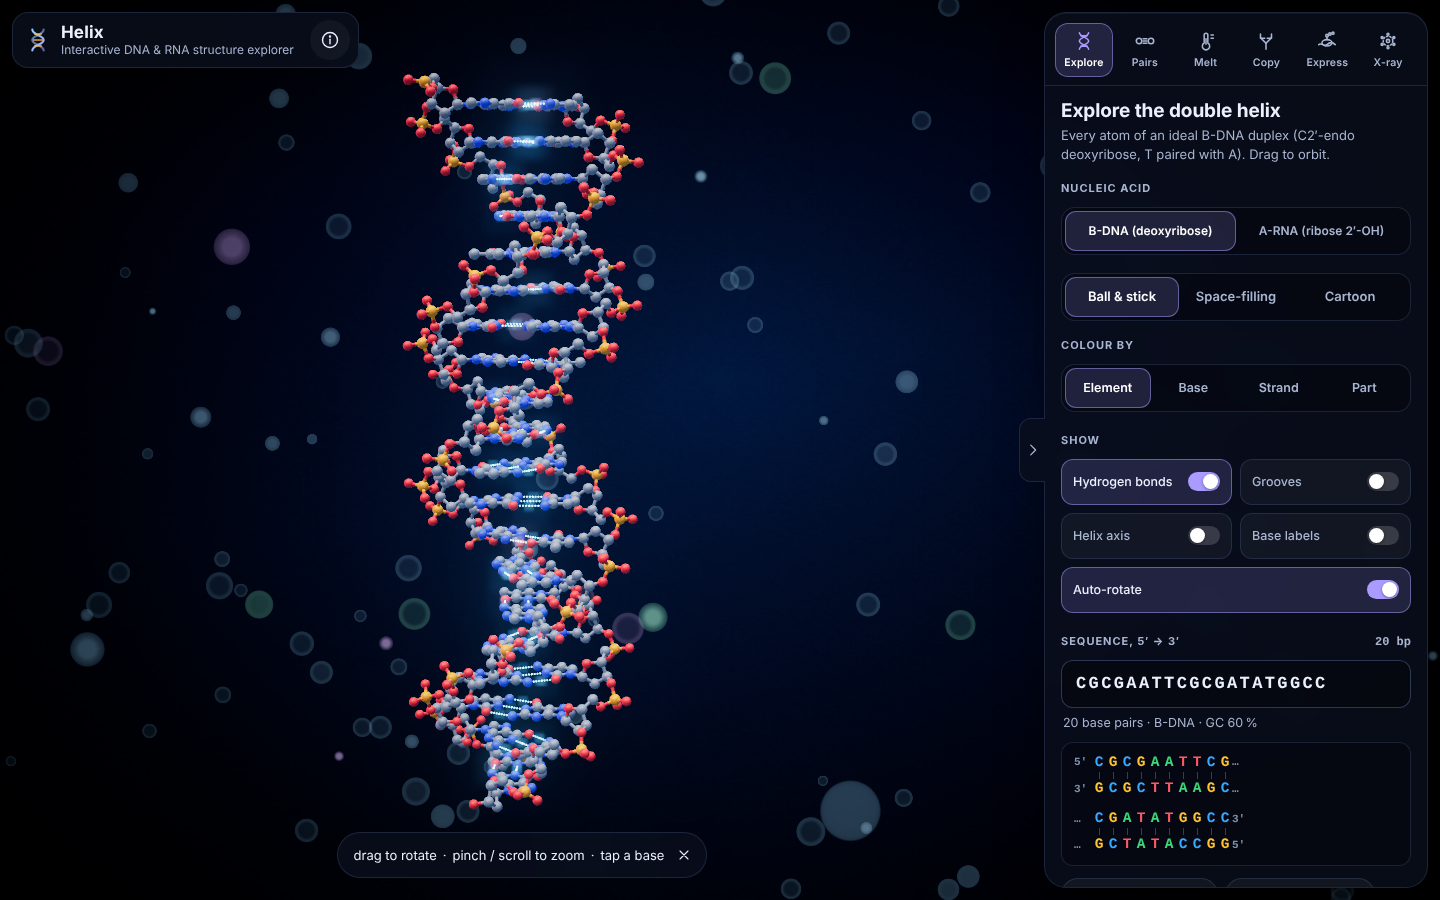 Helix
Interactive DNA & RNA structure explorer
Explore
Pairs
Melt
Copy
Express
X-ray
Explore the double helix
Every atom of an ideal B-DNA duplex (C2′-endo
deoxyribose, T paired with A). Drag to orbit.
NUCLEIC ACID
B-DNA (deoxyribose)
A-RNA (ribose 2′-OH)
Ball & stick
Space-filling
Cartoon
COLOUR BY
Element
Base
Strand
Part
SHOW
Hydrogen bonds
Grooves
Helix axis
Base labels
Auto-rotate
SEQUENCE, 5′ → 3′
20 bp
CGCGAATTCGCGATATGGCC
20 base pairs · B-DNA · GC 60 %
5′ CGCGAATTCG…
3′ GCGCTTAAGC…
… CGATATGGCC 3′
… GCTATACCGG 5′
drag to rotate · pinch / scroll to zoom · tap a base